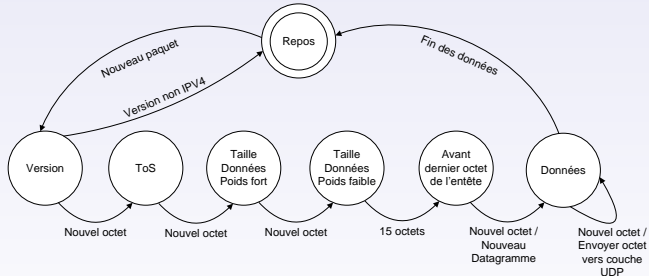 Repos
Nouveau paquet
Fin des données
Version non IPV4
Version
ToS
Taille
Données
Poids fort
Taille
Données
Poids faible
Avant
dernier octet
de l'entête
Données
Nouvel octet
Nouvel octet
Nouvel octet
15 octets
Nouvel octet /
Nouveau
Datagramme
Nouvel octet /
Envoyer octet
vers couche
UDP